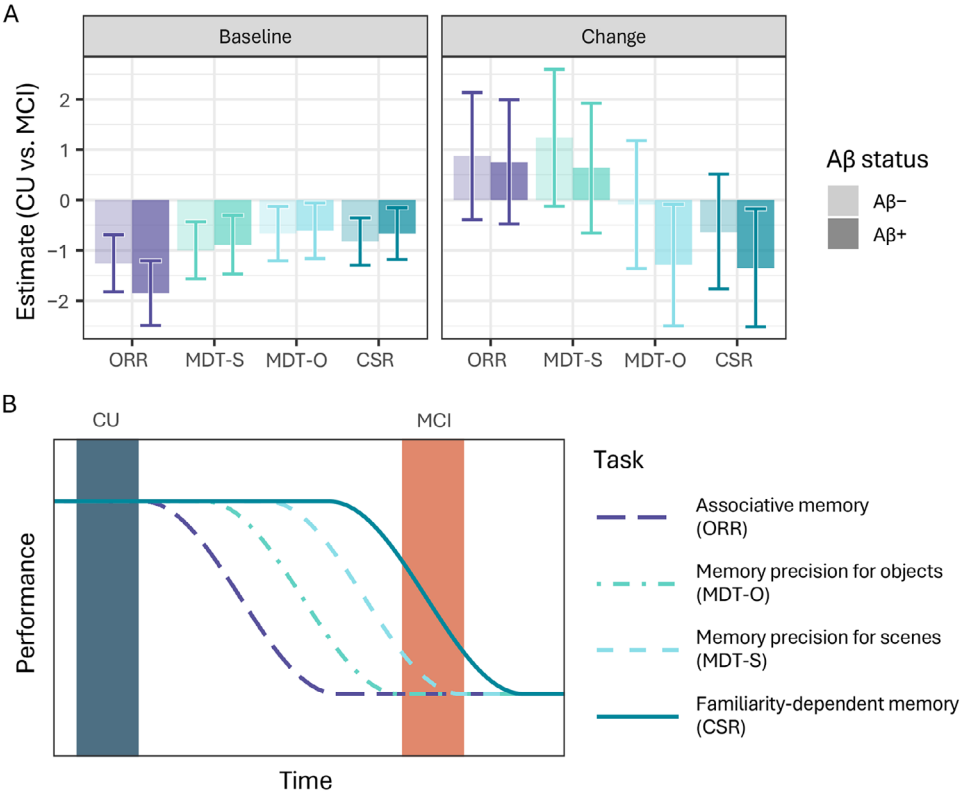 A
Baseline
Change
Estimate (CU vs. MCI)
2
1
0
−1
−2
ORR
MDT-S
MDT-O
CSR
ORR
MDT-S
MDT-O
CSR
Aβ status
Aβ−
Aβ+
B
CU
MCI
Performance
Time
Task
Associative memory
(ORR)
Memory precision for objects
(MDT-O)
Memory precision for scenes
(MDT-S)
Familiarity-dependent memory
(CSR)